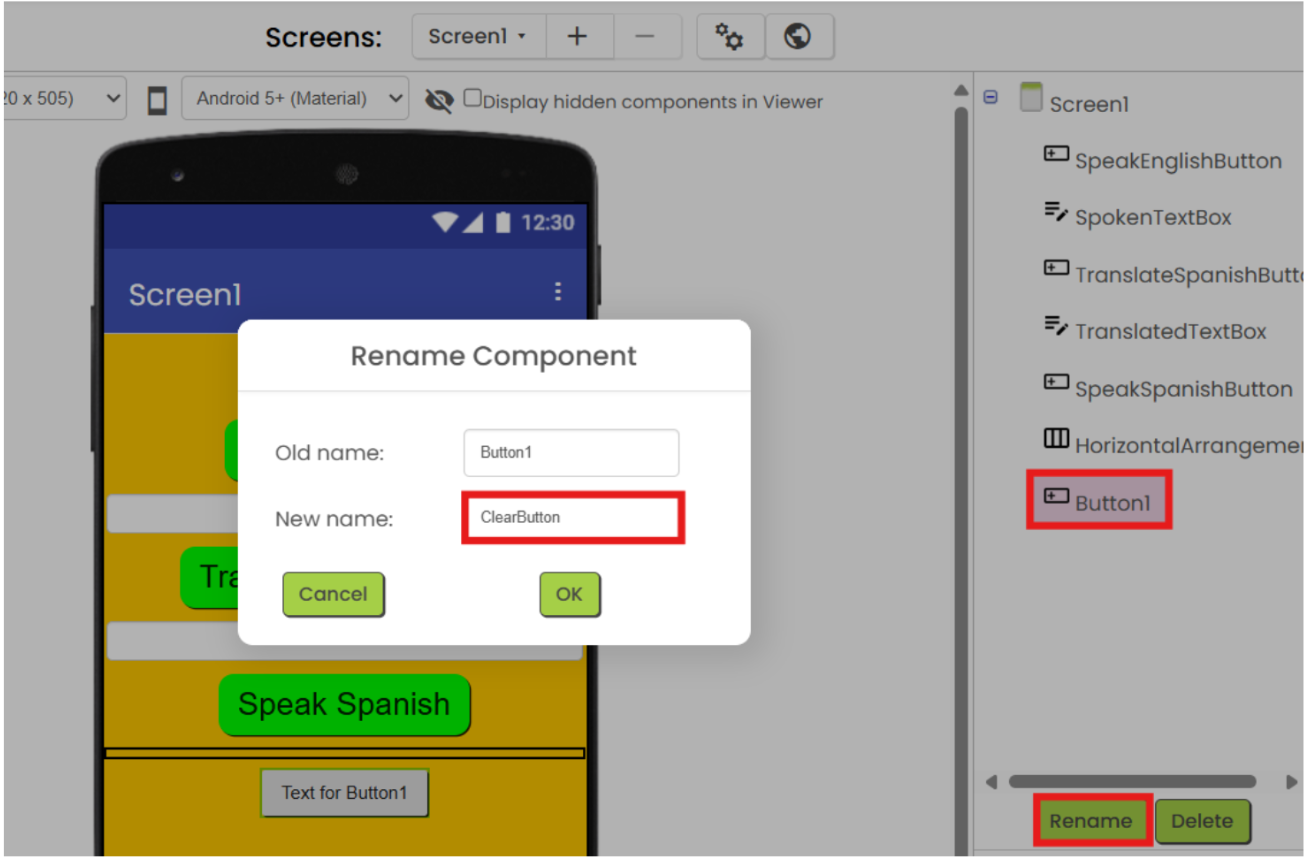 Screens: Screen1
20 x 505) Android 5+ (Material) Display hidden components in Viewer
12:30
Screen1
Rename Component
Old name: Button1
New name: ClearButton
Cancel OK
Tra
Speak Spanish
Text for Button1
Screen1
SpeakEnglishButton
SpokenTextBox
TranslateSpanishButto
TranslatedTextBox
SpeakSpanishButton
HorizontalArrangemen
Button1
Rename Delete